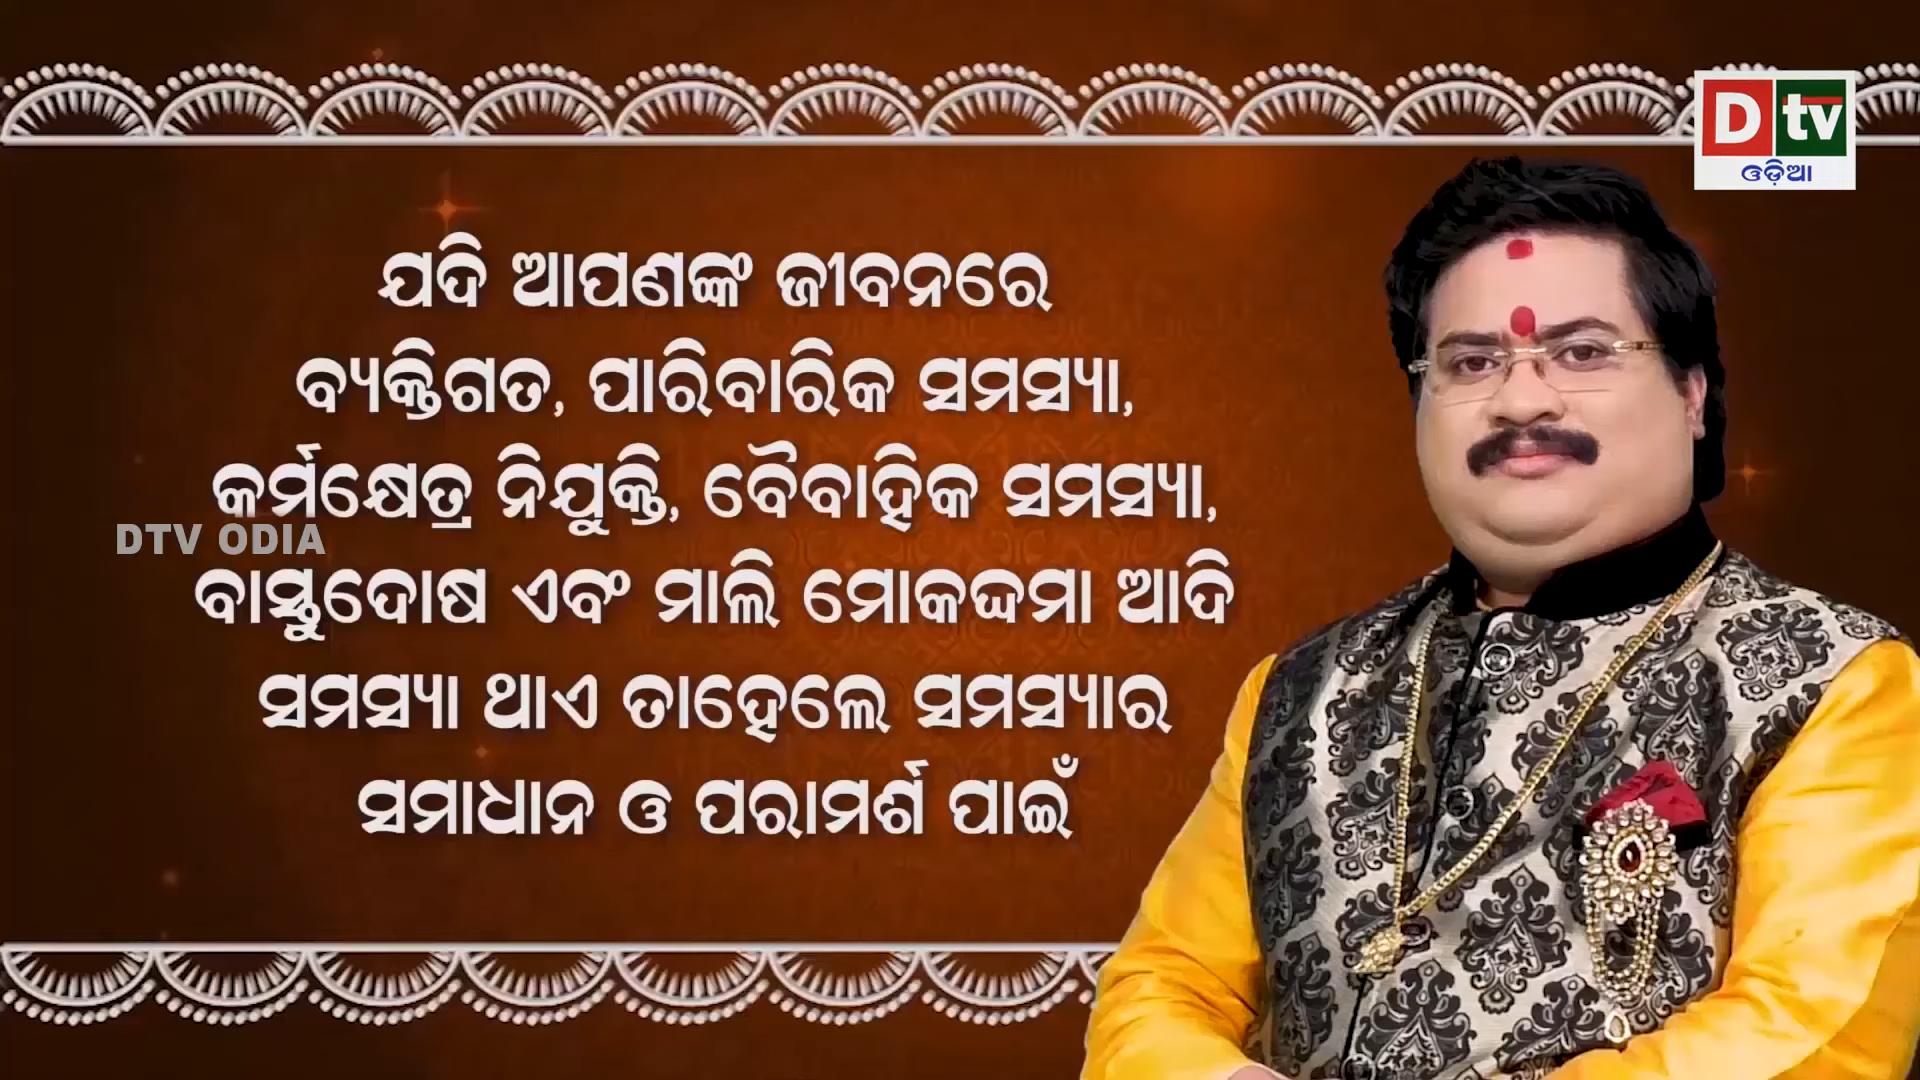 D tv
ଓଡ଼ିଆ
ଯଦି ଆପଣଙ୍କ ଜୀବନରେ
ବ୍ୟକ୍ତିଗତ, ପାରିବାରିକ ସମସ୍ୟା,
କର୍ମକ୍ଷେତ୍ର ନିଯୁକ୍ତି, ବୈବାହିକ ସମସ୍ୟା,
DTV ODIA
ବାସ୍ତୁଦୋଷ ଏବଂ ମାଲି ମୋକଦ୍ଦମା ଆଦି
ସମସ୍ୟା ଥାଏ ତାହେଲେ ସମସ୍ୟାର
ସମାଧାନ ଓ ପରାମର୍ଶ ପାଇଁ